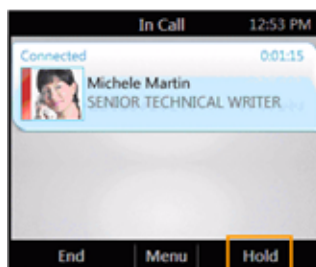 In Call 12:53 PM
Connected 0:01:15
Michele Martin
SENIOR TECHNICAL WRITER
End Menu Hold